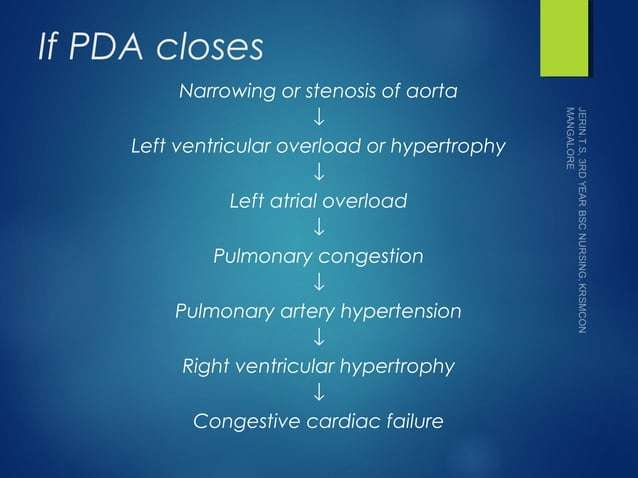 If PDA closes
Narrowing or stenosis of aorta
↓
Left ventricular overload or hypertrophy
↓
Left atrial overload
↓
Pulmonary congestion
↓
Pulmonary artery hypertension
↓
Right ventricular hypertrophy
↓
Congestive cardiac failure
JERIN T.S, 3RD YEAR BSC NURSING, KRSMCON
MANGALORE